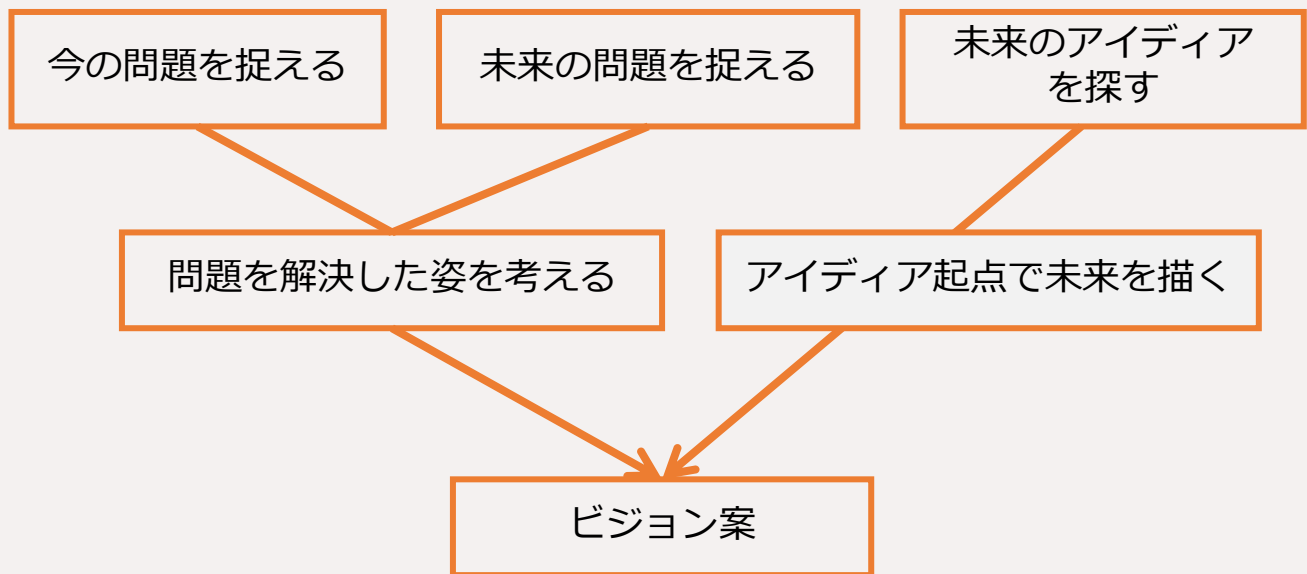 今の問題を捉える
未来の問題を捉える
未来のアイディア
を探す
問題を解決した姿を考える
アイディア起点で未来を描く
ビジョン案